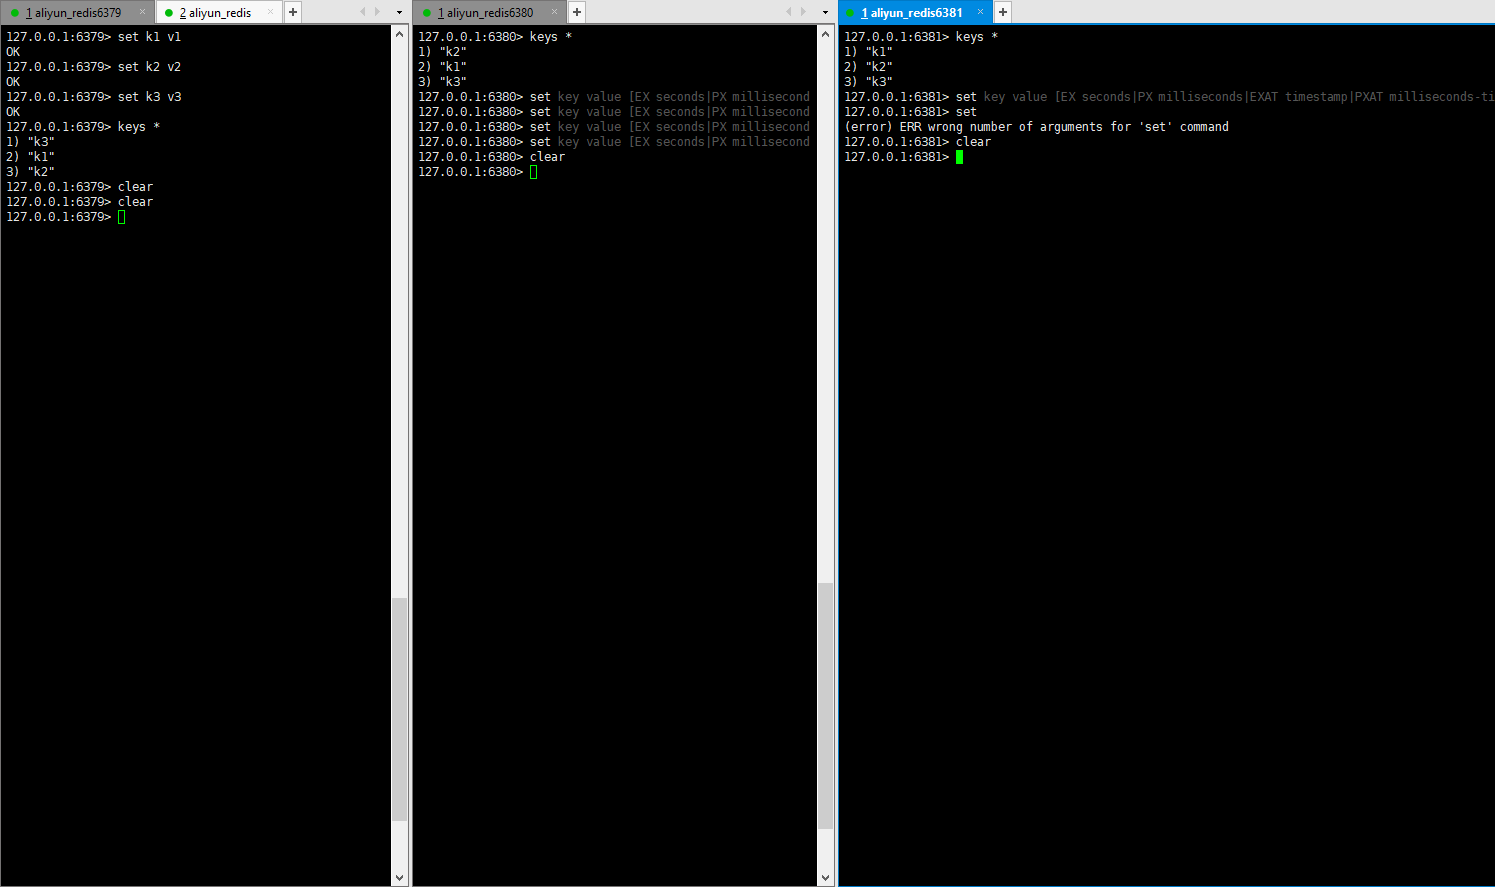 1 aliyun_redis6379
2 aliyun_redis
127.0.0.1:6379> set k1 v1
OK
127.0.0.1:6379> set k2 v2
OK
127.0.0.1:6379> set k3 v3
OK
127.0.0.1:6379> keys *
1) "k3"
2) "k1"
3) "k2"
127.0.0.1:6379> clear
127.0.0.1:6379> clear
127.0.0.1:6379>
1 aliyun_redis6380
127.0.0.1:6380> keys *
1) "k2"
2) "k1"
3) "k3"
127.0.0.1:6380> set key value [EX seconds|PX millisecond
127.0.0.1:6380> set key value [EX seconds|PX millisecond
127.0.0.1:6380> set key value [EX seconds|PX millisecond
127.0.0.1:6380> set key value [EX seconds|PX millisecond
127.0.0.1:6380> clear
127.0.0.1:6380>
1 aliyun_redis6381
127.0.0.1:6381> keys *
1) "k1"
2) "k2"
3) "k3"
127.0.0.1:6381> set key value [EX seconds|PX milliseconds|EXAT timestamp|PXAT milliseconds-ti
127.0.0.1:6381> set
(error) ERR wrong number of arguments for 'set' command
127.0.0.1:6381> clear
127.0.0.1:6381>